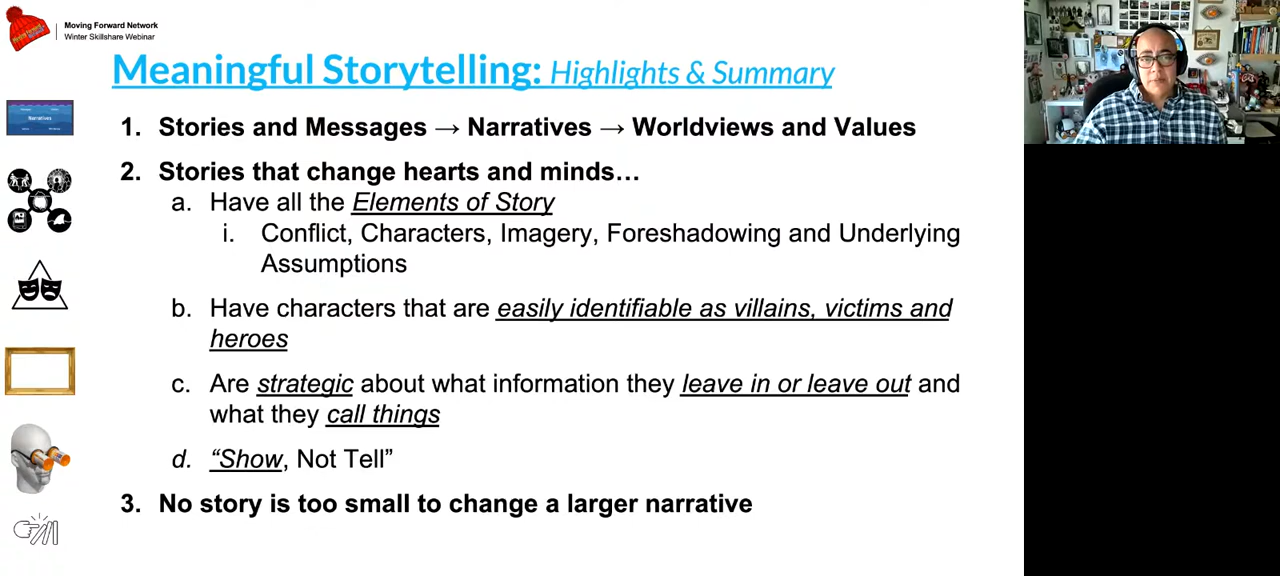 Moving Forward Network
Winter Skillshare Webinar
Meaningful Storytelling: Highlights & Summary
1. Stories and Messages → Narratives → Worldviews and Values
2. Stories that change hearts and minds…
a. Have all the Elements of Story
i. Conflict, Characters, Imagery, Foreshadowing and Underlying
Assumptions
b. Have characters that are easily identifiable as villains, victims and
heroes
c. Are strategic about what information they leave in or leave out and
what they call things
d. “Show, Not Tell”
3. No story is too small to change a larger narrative
Narratives